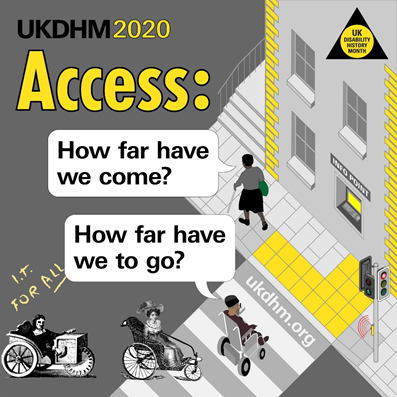 UKDHM2020
Access:
UK
DISABILITY
HISTORY
MONTH
How far have
we come?
INFO POINT
How far have
we to go?
I.T.
FOR ALL
ukdhm.org